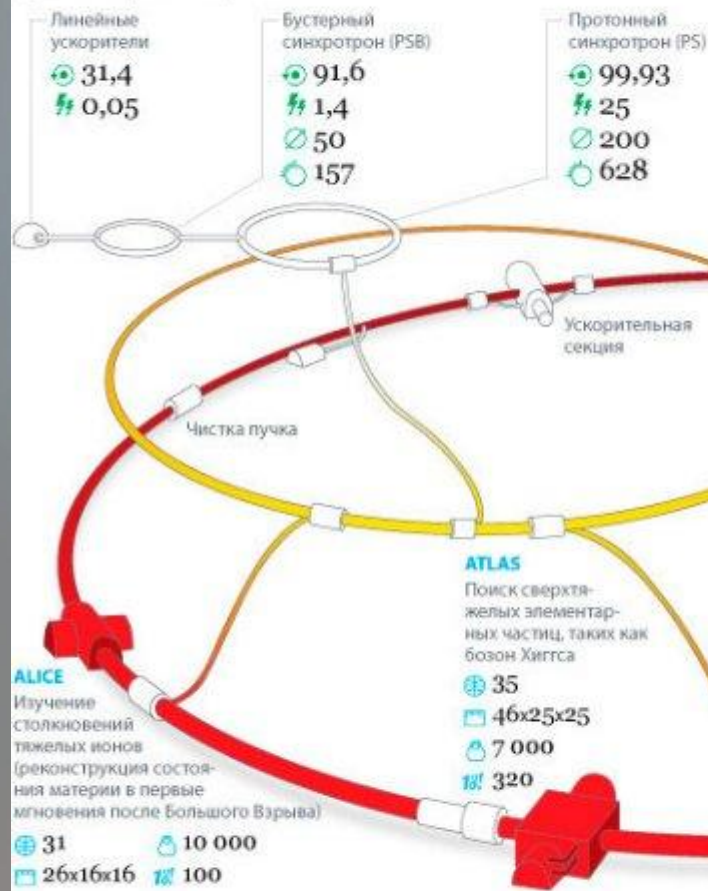 Линейные
ускорители
31,4
0,05
Бустерный
синхротрон (PSB)
91,6
1,4
50
157
Протонный
синхротрон (PS)
99,93
25
200
628
Ускорительная
секция
Чистка пучка
ATLAS
Поиск сверхтя-
желых элементар-
ных частиц, таких как
бозон Хиггса
35
46x25x25
7 000
320
ALICE
Изучение
столкновений
тяжелых ионов
(реконструкция состоя-
ния материи в первые
мгновения после Большого Взрыва)
31
10 000
26x16x16
100